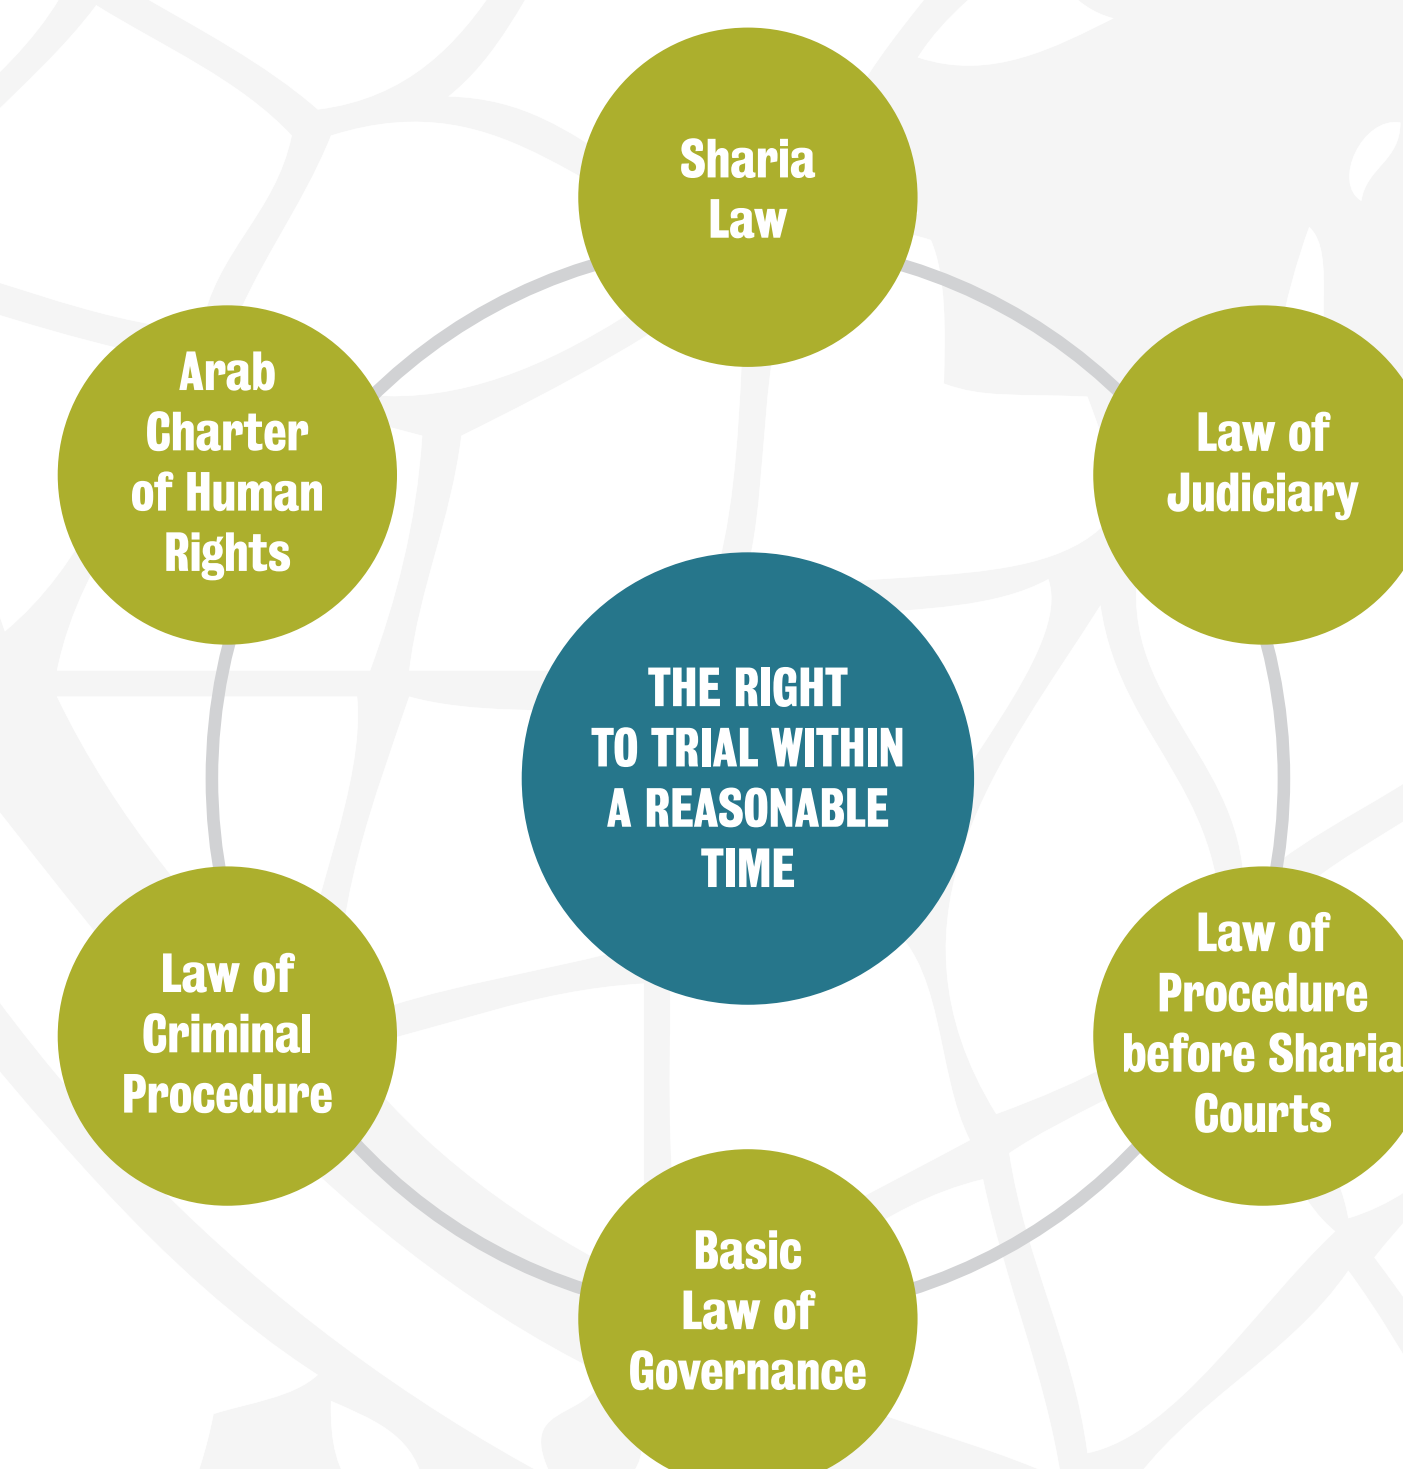 Sharia
Law
Arab
Charter
of Human
Rights
Law of
Judiciary
THE RIGHT
TO TRIAL WITHIN
A REASONABLE
TIME
Law of
Criminal
Procedure
Law of
Procedure
before Sharia
Courts
Basic
Law of
Governance